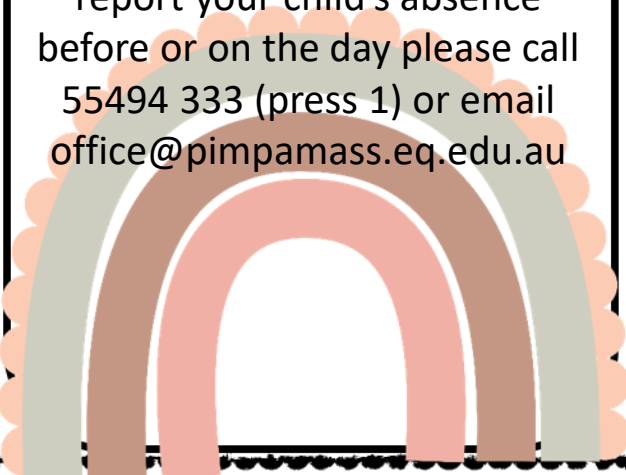 report your child's absence
before or on the day please call
55494 333 (press 1) or email
office@pimpamass.eq.edu.au